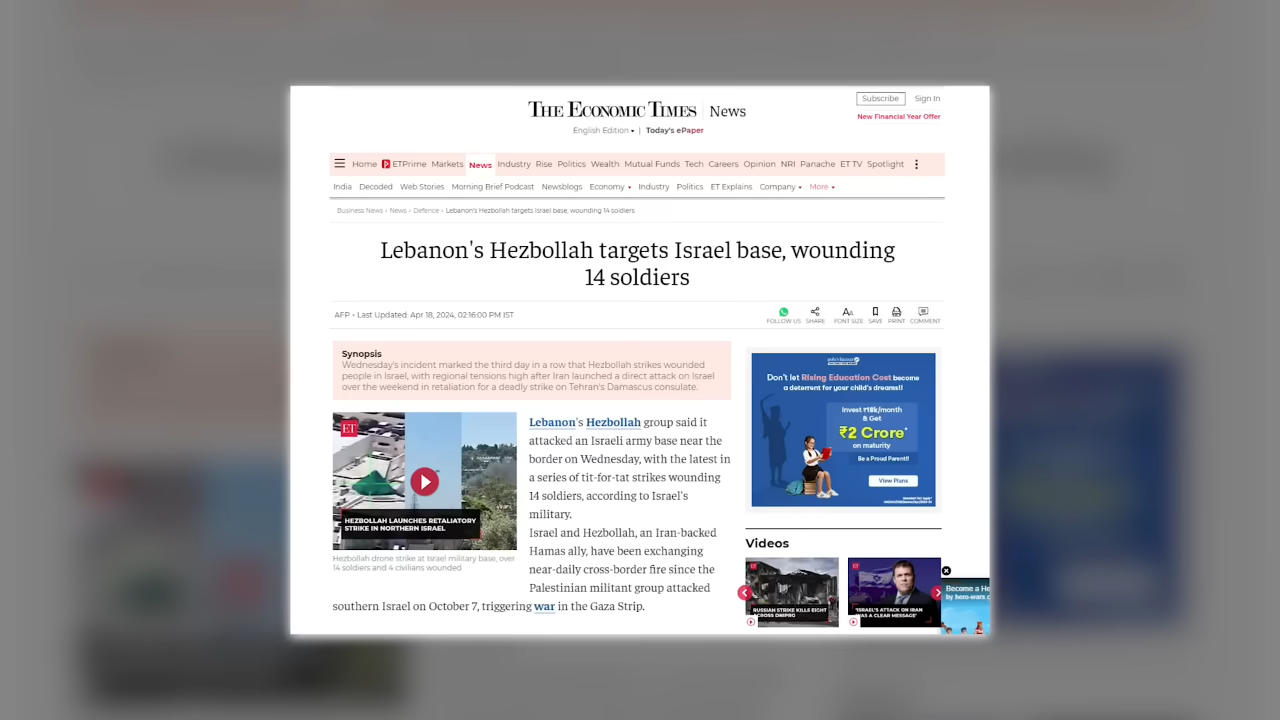 THE ECONOMIC TIMES | News
Subscribe Sign In
New Financial Year Offer
English Edition | Today's ePaper
Home ETPrime Markets News Industry Rise Politics Wealth Mutual Funds Tech Careers Opinion NRI Panache ET TV Spotlight
India Decoded Web Stories Morning Brief Podcast Newsblogs Economy Industry Politics ET Explains Company More
Business News › News › Defence › Lebanon's Hezbollah targets Israel base, wounding 14 soldiers
Lebanon's Hezbollah targets Israel base, wounding
14 soldiers
AFP • Last Updated: Apr 18, 2024, 02:16:00 PM IST
FOLLOW US SHARE FONT SIZE SAVE PRINT COMMENT
Synopsis
Wednesday's incident marked the third day in a row that Hezbollah strikes wounded
people in Israel, with regional tensions high after Iran launched a direct attack on Israel
over the weekend in retaliation for a deadly strike on Tehran's Damascus consulate.
ET
HEZBOLLAH LAUNCHES RETALIATORY
STRIKE IN NORTHERN ISRAEL
Hezbollah drone strike at Israel military base, over
14 soldiers and 4 civilians wounded
Lebanon's Hezbollah group said it
attacked an Israeli army base near the
border on Wednesday, with the latest in
a series of tit-for-tat strikes wounding
14 soldiers, according to Israel's
military.
Israel and Hezbollah, an Iran-backed
Hamas ally, have been exchanging
near-daily cross-border fire since the
Palestinian militant group attacked
southern Israel on October 7, triggering war in the Gaza Strip.
policybazaar
Don't let Rising Education Cost become
a deterrent for your child's dreams!!
Invest ₹18k/month
& Get
₹2 Crore*
on maturity
Be a Proud Parent!!
View Plans
Videos
RUSSIAN STRIKE KILLS EIGHT
ACROSS DNIPRO
'ISRAEL'S ATTACK ON IRAN
WAS A CLEAR MESSAGE'
Become a He
by hero-wars